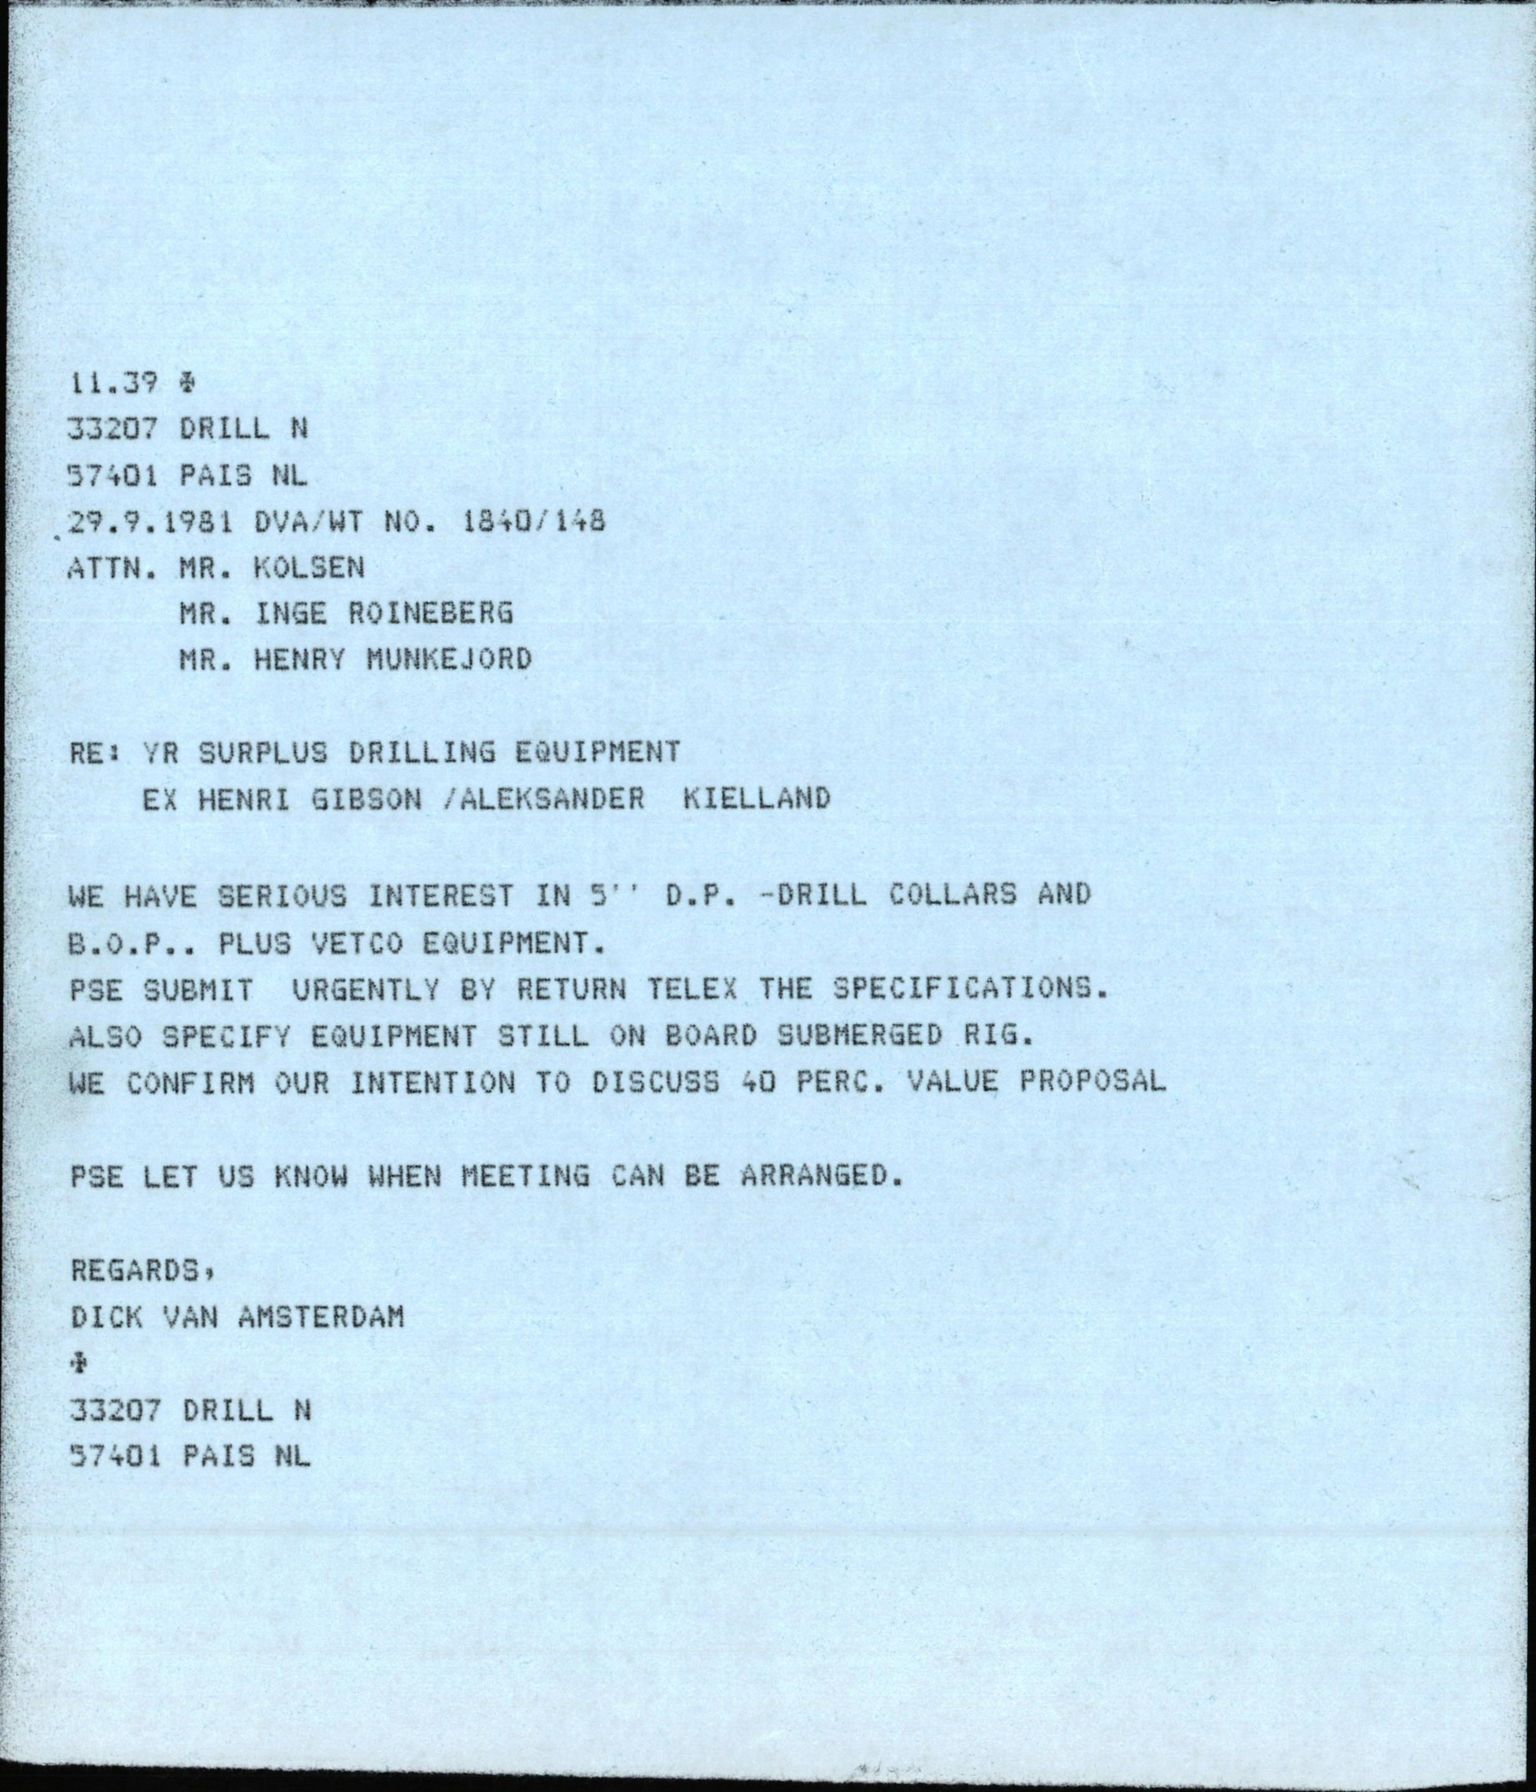 11.39 ✠
33207 DRILL N
57401 PAIS NL
29.9.1981 DVA/WT NO. 1840/148
ATTN. MR. KOLSEN
MR. INGE ROINEBERG
MR. HENRY MUNKEJORD
RE: YR SURPLUS DRILLING EQUIPMENT
EX HENRI GIBSON /ALEKSANDER KIELLAND
WE HAVE SERIOUS INTEREST IN 5'' D.P. -DRILL COLLARS AND
B.O.P.. PLUS VETCO EQUIPMENT.
PSE SUBMIT URGENTLY BY RETURN TELEX THE SPECIFICATIONS.
ALSO SPECIFY EQUIPMENT STILL ON BOARD SUBMERGED RIG.
WE CONFIRM OUR INTENTION TO DISCUSS 40 PERC. VALUE PROPOSAL
PSE LET US KNOW WHEN MEETING CAN BE ARRANGED.
REGARDS,
DICK VAN AMSTERDAM
✠
33207 DRILL N
57401 PAIS NL